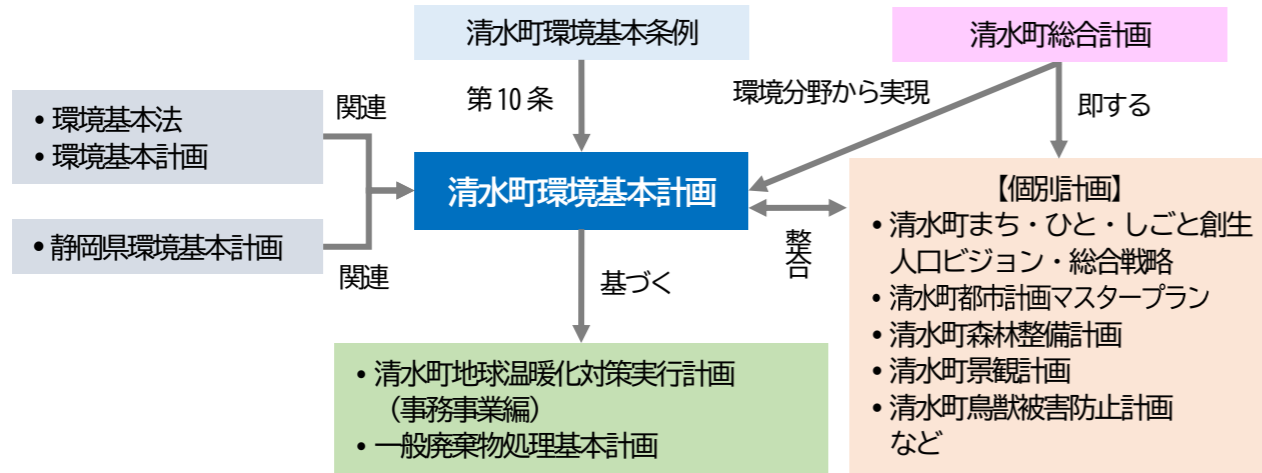 清水町環境基本条例
清水町総合計画
第10条
環境分野から実現
即する
関連
• 環境基本法
• 環境基本計画
清水町環境基本計画
• 静岡県環境基本計画
関連
整合
基づく
【個別計画】
• 清水町まち・ひと・しごと創生
人口ビジョン・総合戦略
• 清水町都市計画マスタープラン
• 清水町森林整備計画
• 清水町景観計画
• 清水町鳥獣被害防止計画
など
• 清水町地球温暖化対策実行計画
（事務事業編）
• 一般廃棄物処理基本計画